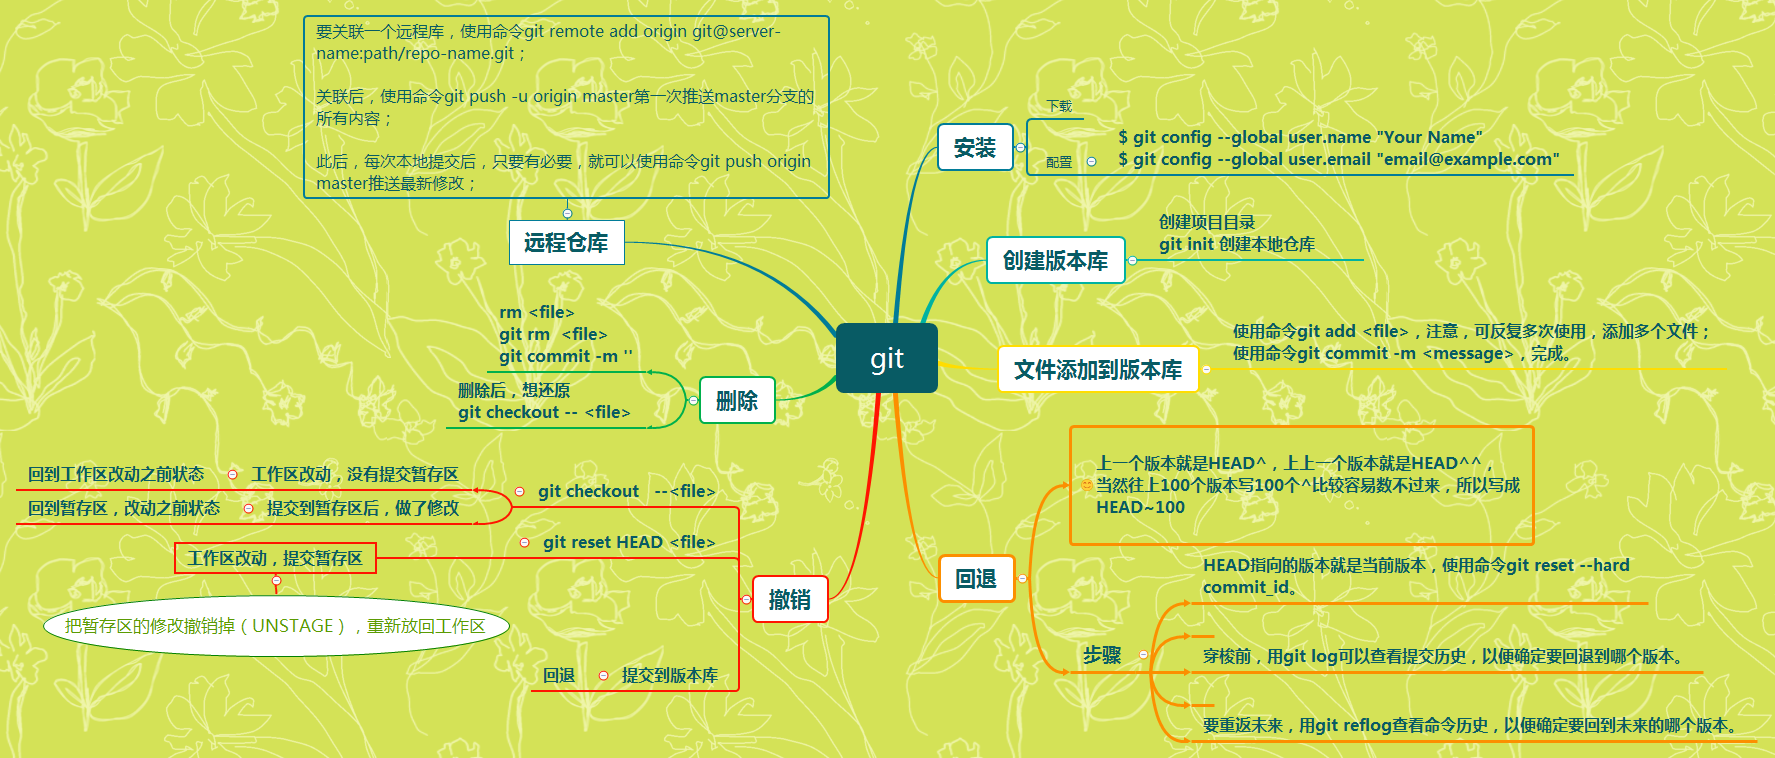 git
安装
下载
配置
$ git config --global user.name "Your Name"
$ git config --global user.email "email@example.com"
创建版本库
创建项目目录
git init 创建本地仓库
文件添加到版本库
使用命令git add <file>，注意，可反复多次使用，添加多个文件；
使用命令git commit -m <message>，完成。
回退
上一个版本就是HEAD^，上上一个版本就是HEAD^^，
当然往上100个版本写100个^比较容易数不过来，所以写成
HEAD~100
步骤
HEAD指向的版本就是当前版本，使用命令git reset --hard
commit_id。
穿梭前，用git log可以查看提交历史，以便确定要回退到哪个版本。
要重返未来，用git reflog查看命令历史，以便确定要回到未来的哪个版本。
要关联一个远程库，使用命令git remote add origin git@server-
name:path/repo-name.git；
关联后，使用命令git push -u origin master第一次推送master分支的
所有内容；
此后，每次本地提交后，只要有必要，就可以使用命令git push origin
master推送最新修改；
远程仓库
rm <file>
git rm  <file>
git commit -m ''
删除后，想还原
git checkout -- <file>
删除
回到工作区改动之前状态
工作区改动，没有提交暂存区
回到暂存区，改动之前状态
提交到暂存区后，做了修改
git checkout   --<file>
git reset HEAD <file>
工作区改动，提交暂存区
把暂存区的修改撤销掉（UNSTAGE），重新放回工作区
撤销
回退
提交到版本库